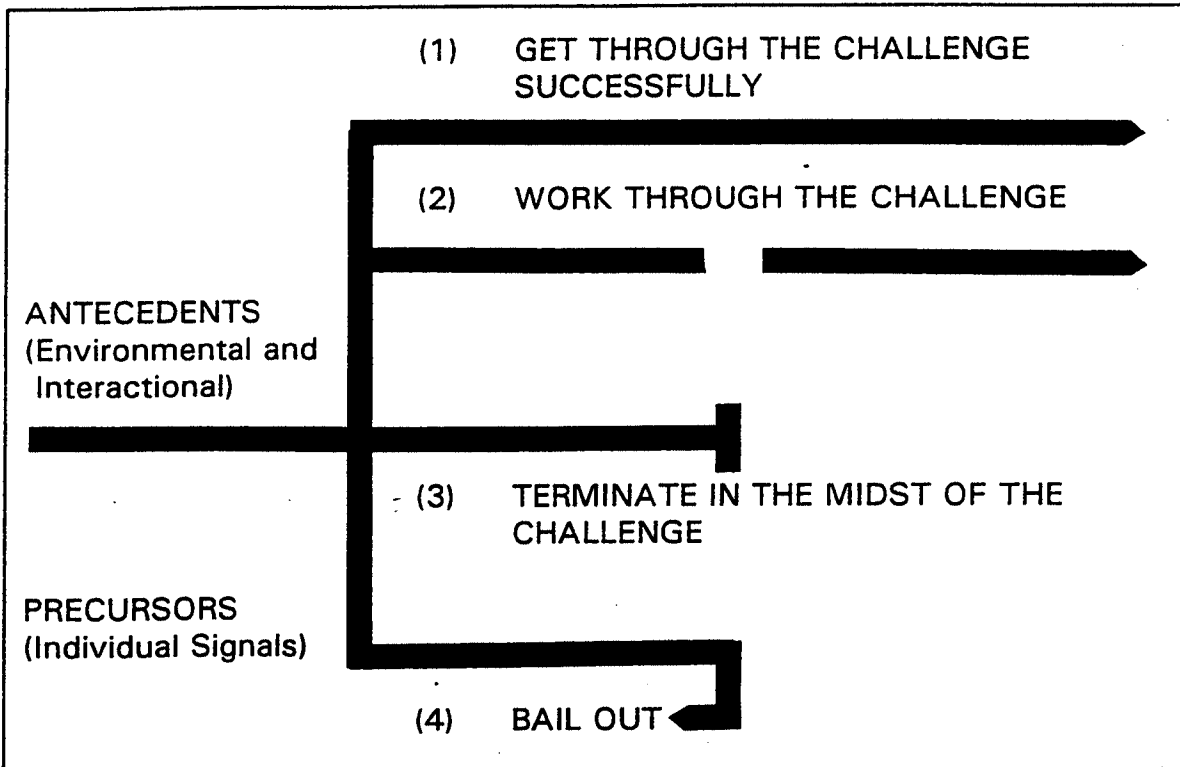 (1) GET THROUGH THE CHALLENGE
SUCCESSFULLY
(2) WORK THROUGH THE CHALLENGE
ANTECEDENTS
(Environmental and
Interactional)
(3) TERMINATE IN THE MIDST OF THE
CHALLENGE
PRECURSORS
(Individual Signals)
(4) BAIL OUT